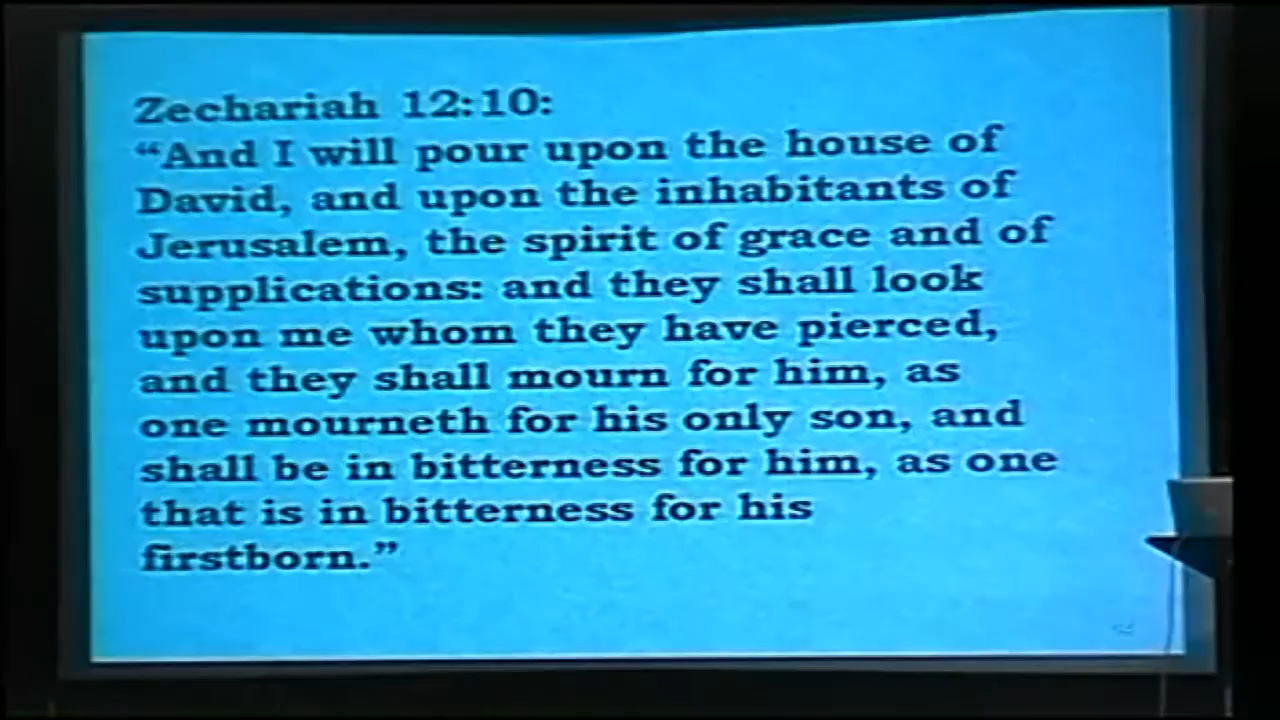 Zechariah 12:10:
“And I will pour upon the house of
David, and upon the inhabitants of
Jerusalem, the spirit of grace and of
supplications: and they shall look
upon me whom they have pierced,
and they shall mourn for him, as
one mourneth for his only son, and
shall be in bitterness for him, as one
that is in bitterness for his
firstborn.”